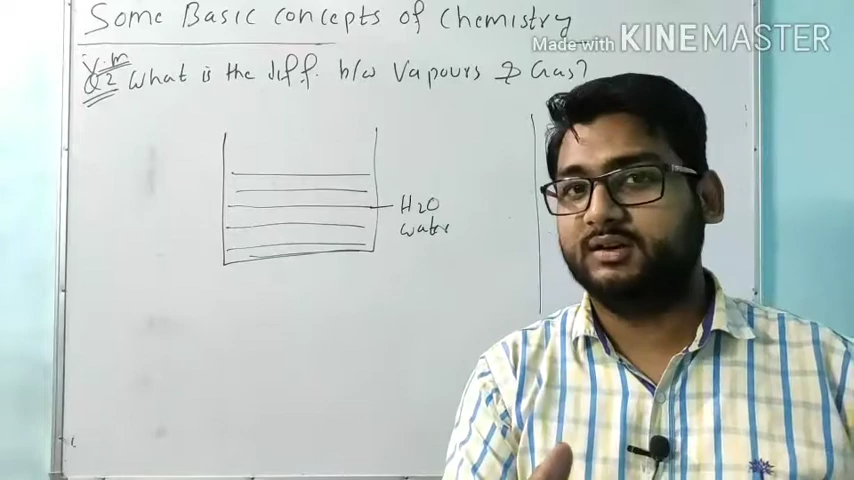 Some Basic concepts of chemistry
Made with KINEMASTER
V.M
Q2 What is the diff. b/w Vapours & Gas?
H2O
water